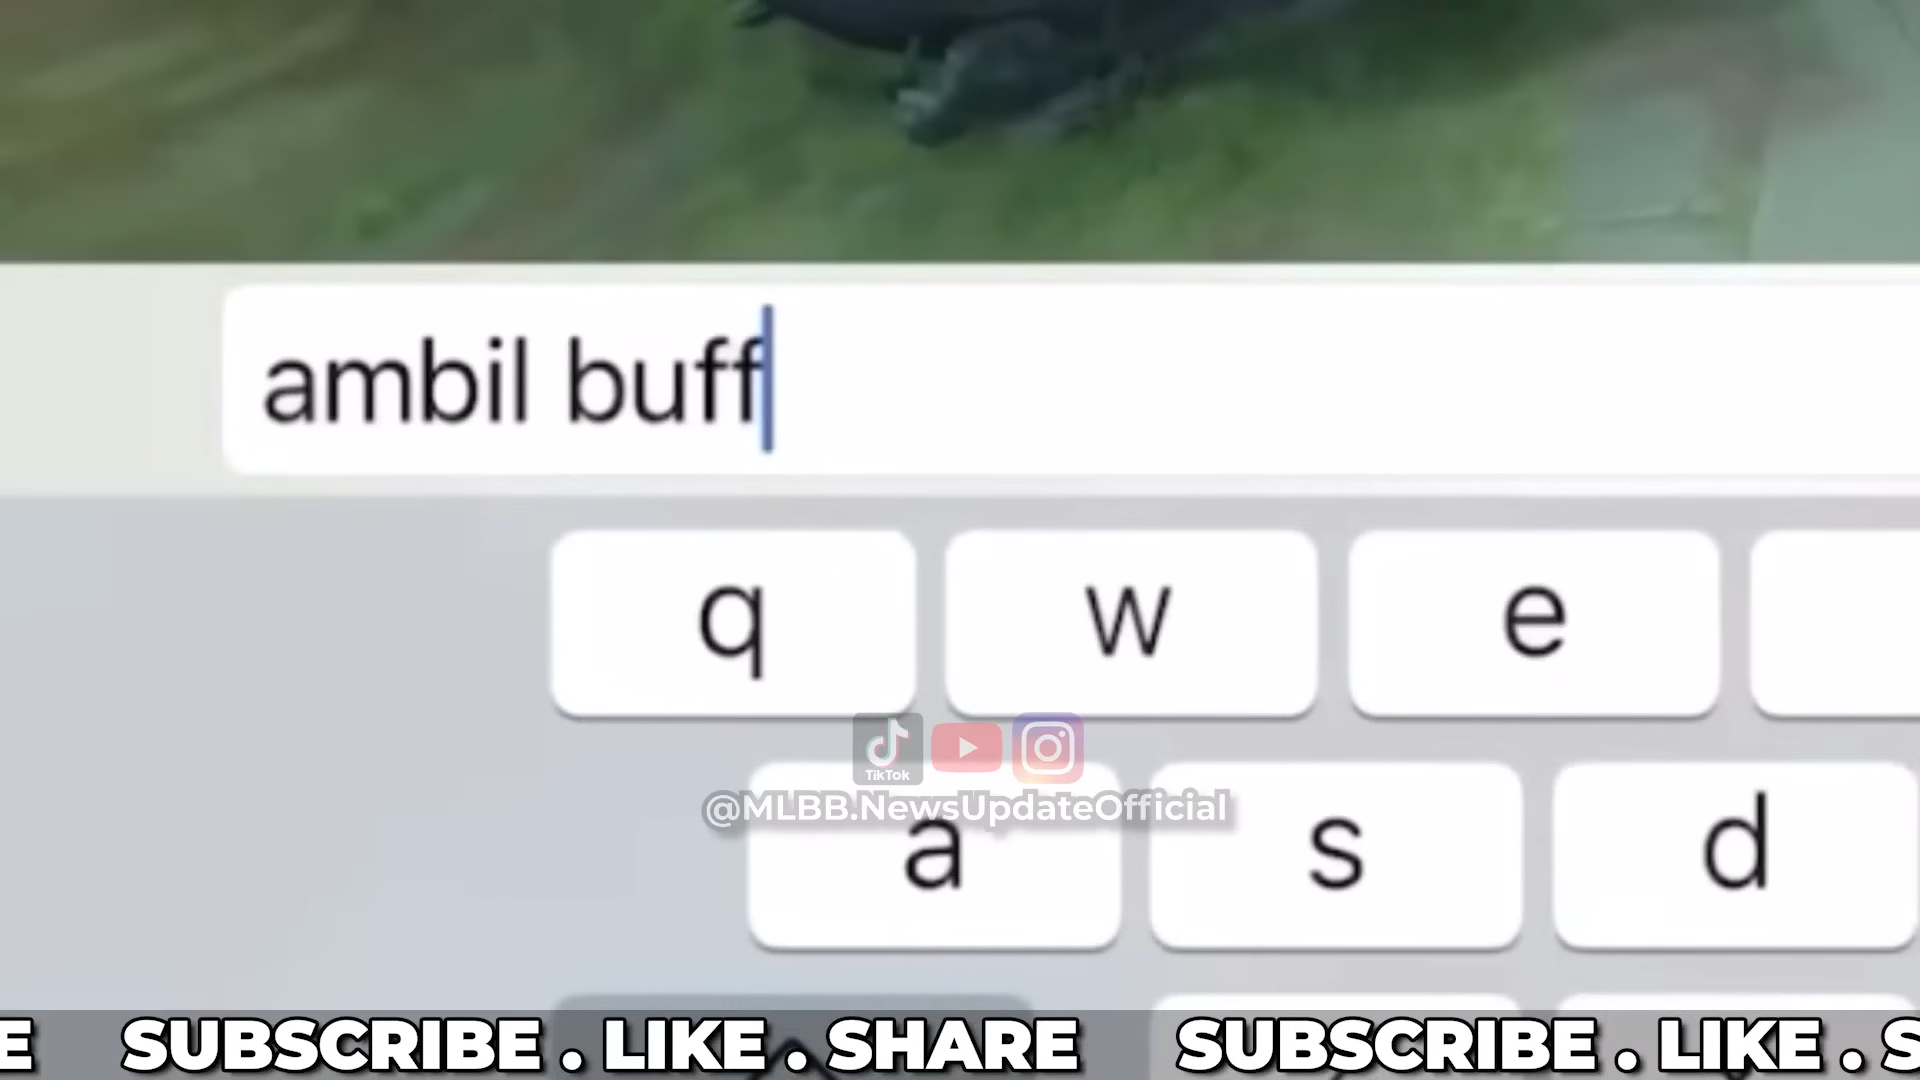 ambil buff
q w e
TikTok
@MLBB.NewsUpdateOfficial
a s d
E SUBSCRIBE . LIKE . SHARE SUBSCRIBE . LIKE . S